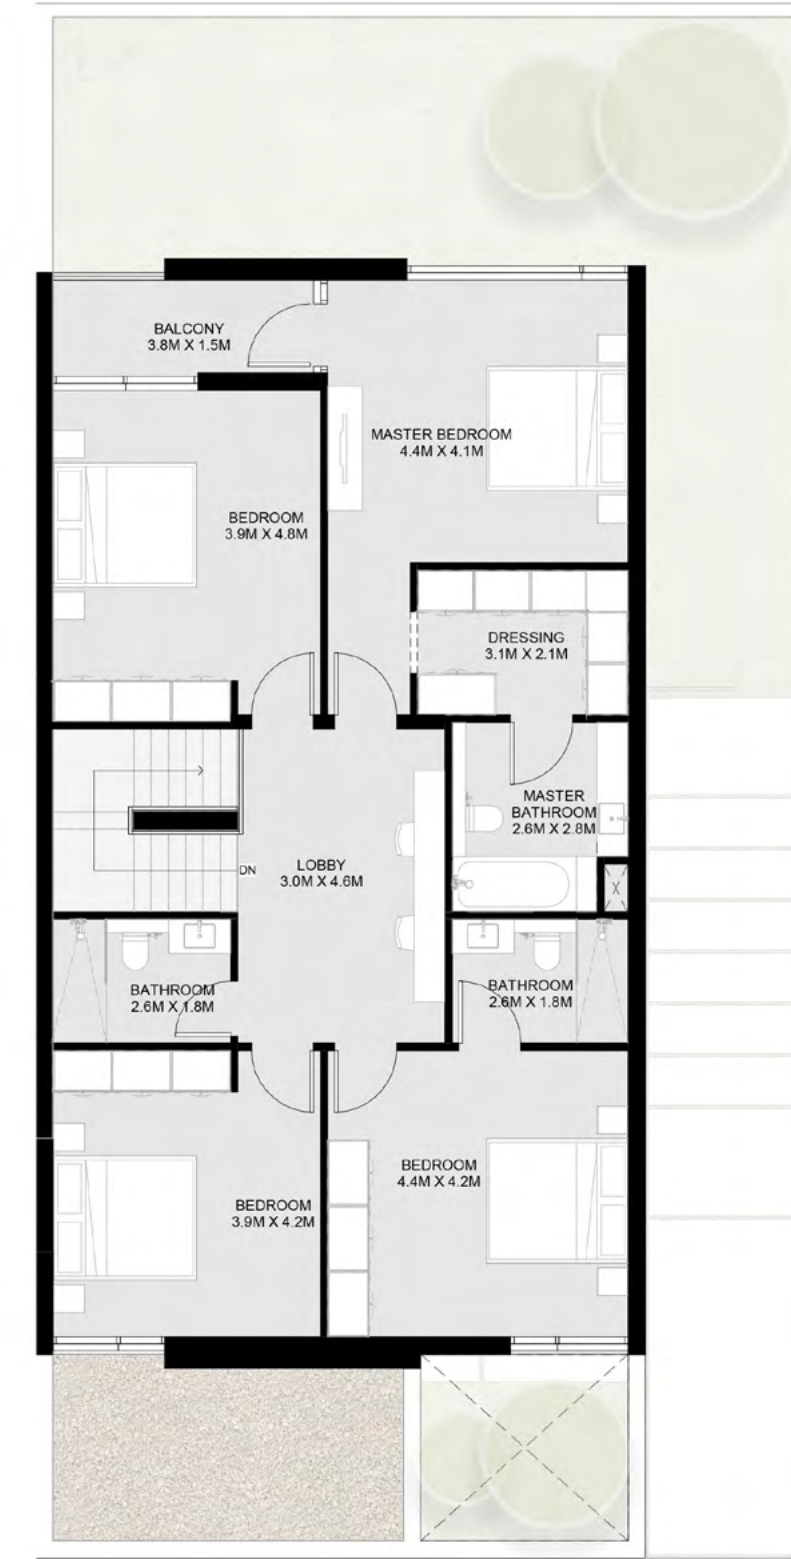 BALCONY
3.8M X 1.5M
MASTER BEDROOM
4.4M X 4.1M
BEDROOM
3.9M X 4.8M
DRESSING
3.1M X 2.1M
MASTER
BATHROOM
2.6M X 2.8M
LOBBY
3.0M X 4.6M
DN
BATHROOM
2.6M X 1.8M
BATHROOM
2.6M X 1.8M
BEDROOM
4.4M X 4.2M
BEDROOM
3.9M X 4.2M